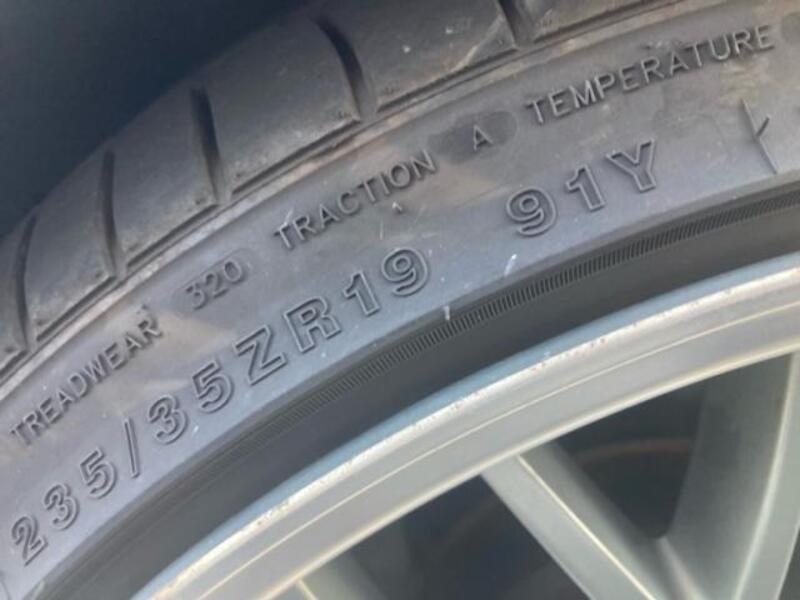 TREADWEAR 320 TRACTION A TEMPERATURE
235/35ZR19 91Y